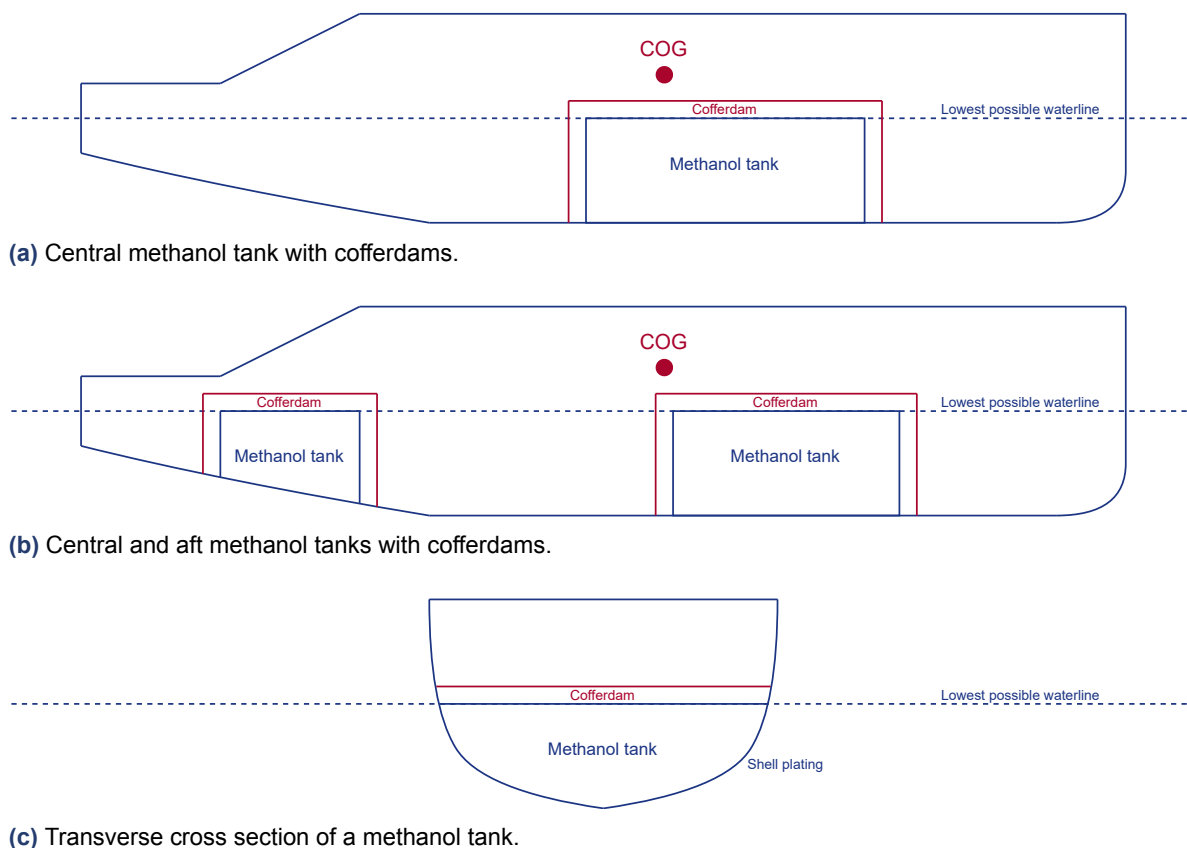 COG
Cofferdam
Lowest possible waterline
Methanol tank
(a) Central methanol tank with cofferdams.
COG
Cofferdam
Cofferdam
Lowest possible waterline
Methanol tank
Methanol tank
(b) Central and aft methanol tanks with cofferdams.
Cofferdam
Lowest possible waterline
Methanol tank
Shell plating
(c) Transverse cross section of a methanol tank.